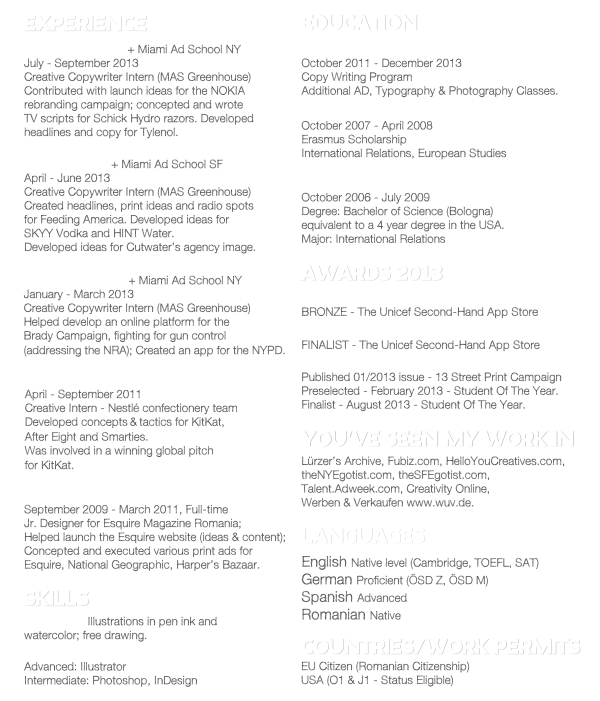 EXPERIENCE
+ Miami Ad School NY
July - September 2013
Creative Copywriter Intern (MAS Greenhouse)
Contributed with launch ideas for the NOKIA
rebranding campaign; concepted and wrote
TV scripts for Schick Hydro razors. Developed
headlines and copy for Tylenol.
+ Miami Ad School SF
April - June 2013
Creative Copywriter Intern (MAS Greenhouse)
Created headlines, print ideas and radio spots
for Feeding America. Developed ideas for
SKYY Vodka and HINT Water.
Developed ideas for Cutwater's agency image.
+ Miami Ad School NY
January - March 2013
Creative Copywriter Intern (MAS Greenhouse)
Helped develop an online platform for the
Brady Campaign, fighting for gun control
(addressing the NRA); Created an app for the NYPD.
April - September 2011
Creative Intern - Nestlé confectionery team
Developed concepts & tactics for KitKat,
After Eight and Smarties.
Was involved in a winning global pitch
for KitKat.
September 2009 - March 2011, Full-time
Jr. Designer for Esquire Magazine Romania;
Helped launch the Esquire website (ideas & content);
Concepted and executed various print ads for
Esquire, National Geographic, Harper's Bazaar.
SKILLS
Illustrations in pen ink and
watercolor; free drawing.
Advanced: Illustrator
Intermediate: Photoshop, InDesign
EDUCATION
October 2011 - December 2013
Copy Writing Program
Additional AD, Typography & Photography Classes.
October 2007 - April 2008
Erasmus Scholarship
International Relations, European Studies
October 2006 - July 2009
Degree: Bachelor of Science (Bologna)
equivalent to a 4 year degree in the USA.
Major: International Relations
AWARDS 2013
BRONZE - The Unicef Second-Hand App Store
FINALIST - The Unicef Second-Hand App Store
Published 01/2013 issue - 13 Street Print Campaign
Preselected - February 2013 - Student Of The Year.
Finalist - August 2013 - Student Of The Year.
YOU'VE SEEN MY WORK IN
Lürzer's Archive, Fubiz.com, HelloYouCreatives.com,
theNYEgotist.com, theSFEgotist.com,
Talent.Adweek.com, Creativity Online,
Werben & Verkaufen www.wuv.de.
LANGUAGES
English Native level (Cambridge, TOEFL, SAT)
German Proficient (ÖSD Z, ÖSD M)
Spanish Advanced
Romanian Native
COUNTRIES/WORK PERMITS
EU Citizen (Romanian Citizenship)
USA (O1 & J1 - Status Eligible)